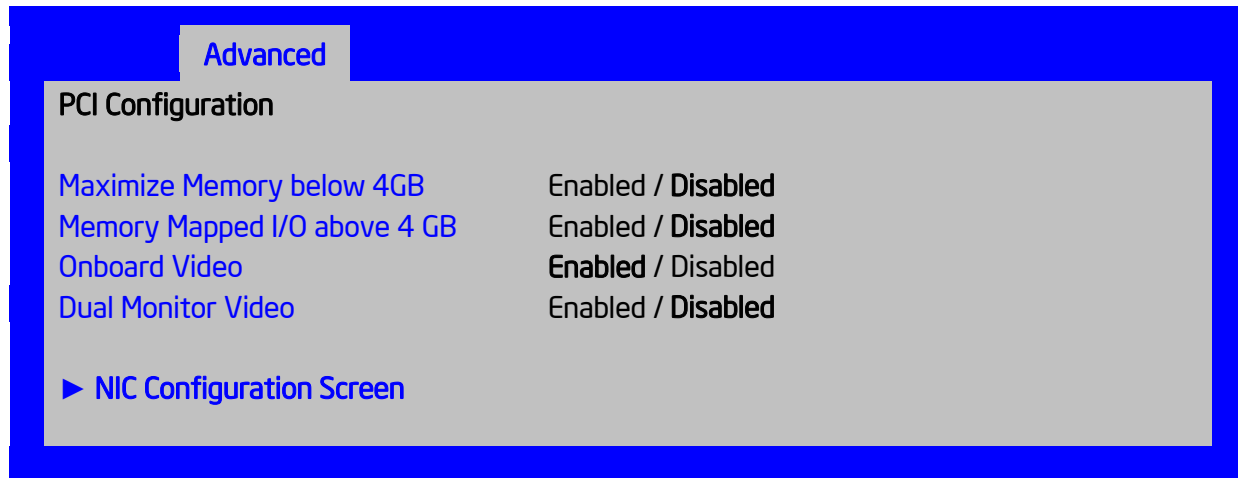 Advanced
PCI Configuration
Maximize Memory below 4GB Enabled / Disabled
Memory Mapped I/O above 4 GB Enabled / Disabled
Onboard Video Enabled / Disabled
Dual Monitor Video Enabled / Disabled
► NIC Configuration Screen